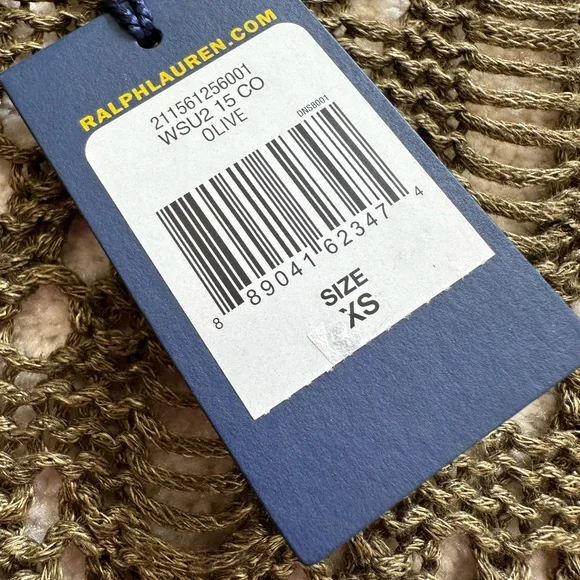 RALPHLAUREN.COM
211561256001
WSU2 15 CO
OLIVE
DNS8001
8 89041 62347 4
SIZE
XS